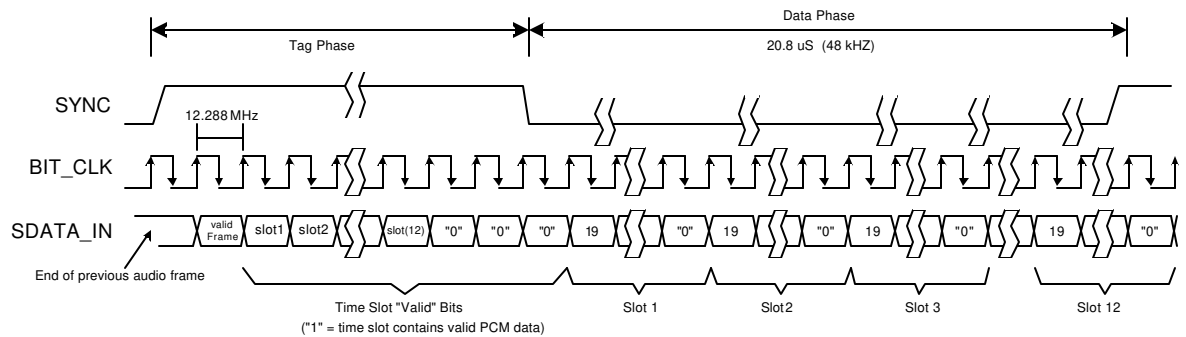 Data Phase
Tag Phase
20.8 uS (48 kHZ)
SYNC
12.288 MHz
BIT_CLK
SDATA_IN
valid
Frame
slot1
slot2
slot(12)
"0"
"0"
"0"
19
"0"
19
"0"
19
"0"
19
"0"
End of previous audio frame
Time Slot "Valid" Bits
("1" = time slot contains valid PCM data)
Slot 1
Slot2
Slot 3
Slot 12